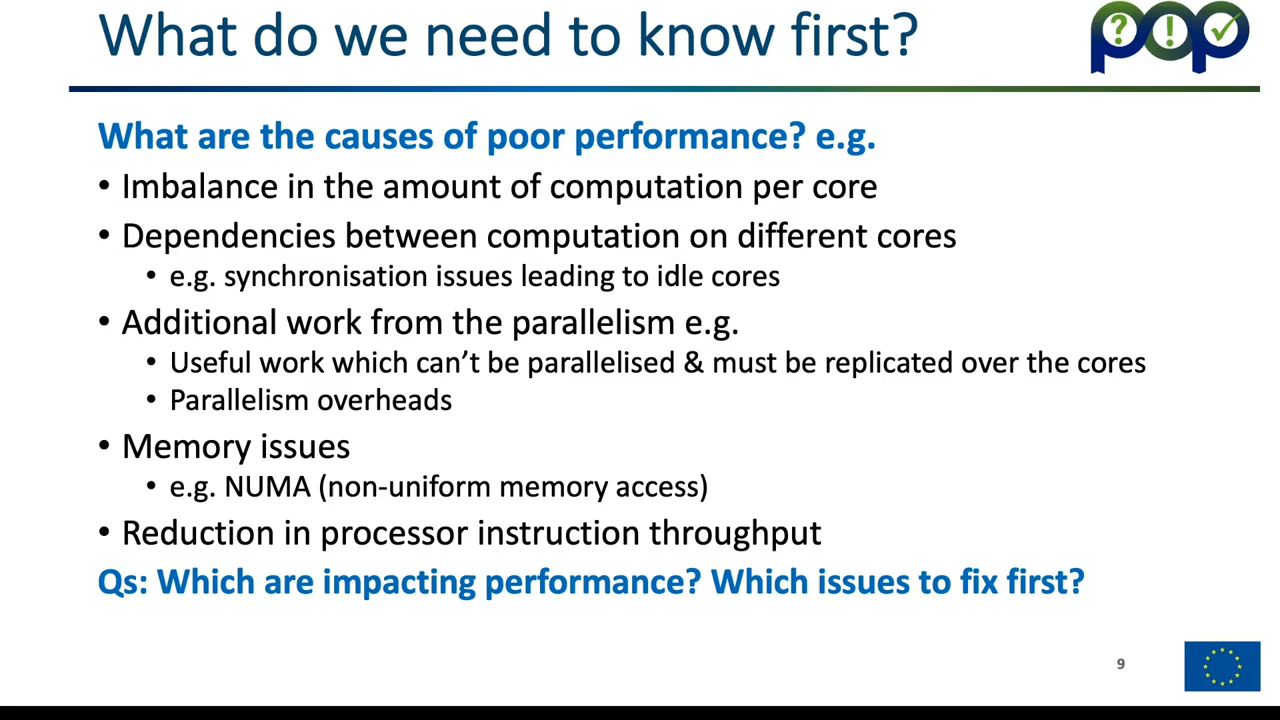 What do we need to know first?
pop
What are the causes of poor performance? e.g.
• Imbalance in the amount of computation per core
• Dependencies between computation on different cores
• e.g. synchronisation issues leading to idle cores
• Additional work from the parallelism e.g.
• Useful work which can’t be parallelised & must be replicated over the cores
• Parallelism overheads
• Memory issues
• e.g. NUMA (non-uniform memory access)
• Reduction in processor instruction throughput
Qs: Which are impacting performance? Which issues to fix first?
9